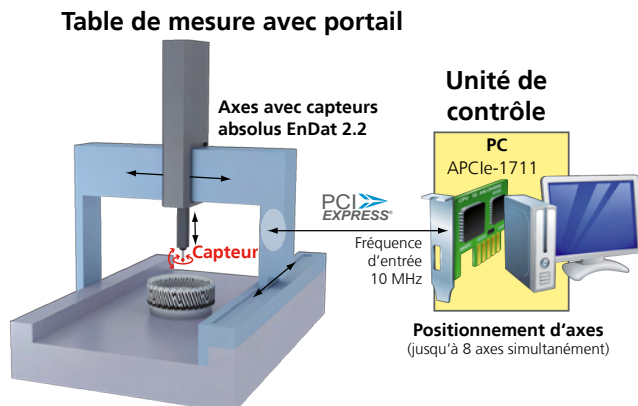 Table de mesure avec portail
Axes avec capteurs
absolus EnDat 2.2
Capteur
PCI
EXPRESS®
Fréquence
d'entrée
10 MHz
Unité de
contrôle
PC
APCIe-1711
Positionnement d'axes
(jusqu'à 8 axes simultanément)